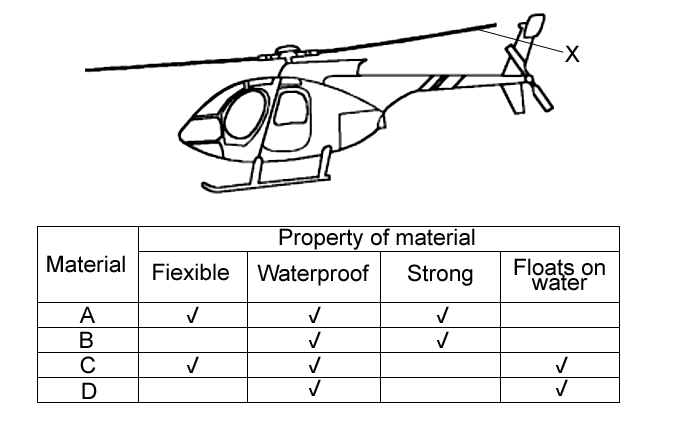 X
Property of material
Material Fiexible Waterproof Strong Floats on
water
A √ √ √
B √ √
C √ √ √
D √ √